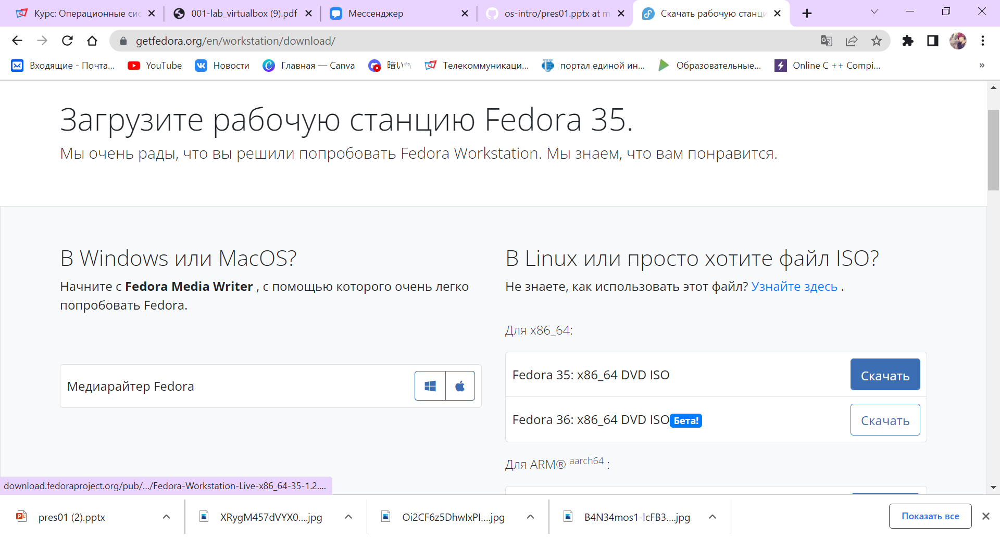 Курс: Операционные сис
001-lab_virtualbox (9).pdf
Мессенджер
os-intro/pres01.pptx at m
Скачать рабочую станци
getfedora.org/en/workstation/download/
Входящие - Почта...
YouTube
Новости
Главная — Canva
暗い
Телекоммуникаци...
портал единой ин...
Образовательные...
Online C ++ Compi...
»
Загрузите рабочую станцию Fedora 35.
Мы очень рады, что вы решили попробовать Fedora Workstation. Мы знаем, что вам понравится.
В Windows или MacOS?
Начните с Fedora Media Writer , с помощью которого очень легко
попробовать Fedora.
Медиарайтер Fedora
В Linux или просто хотите файл ISO?
Не знаете, как использовать этот файл? Узнайте здесь .
Для x86_64:
Fedora 35: x86_64 DVD ISO
Скачать
Fedora 36: x86_64 DVD ISO Бета!
Скачать
Для ARM® aarch64 :
download.fedoraproject.org/pub/.../Fedora-Workstation-Live-x86_64-35-1.2....
pres01 (2).pptx
XRygM457dVYX0....jpg
Oi2CF6z5DhwIxPI....jpg
B4N34mos1-lcFB3....jpg
Показать все